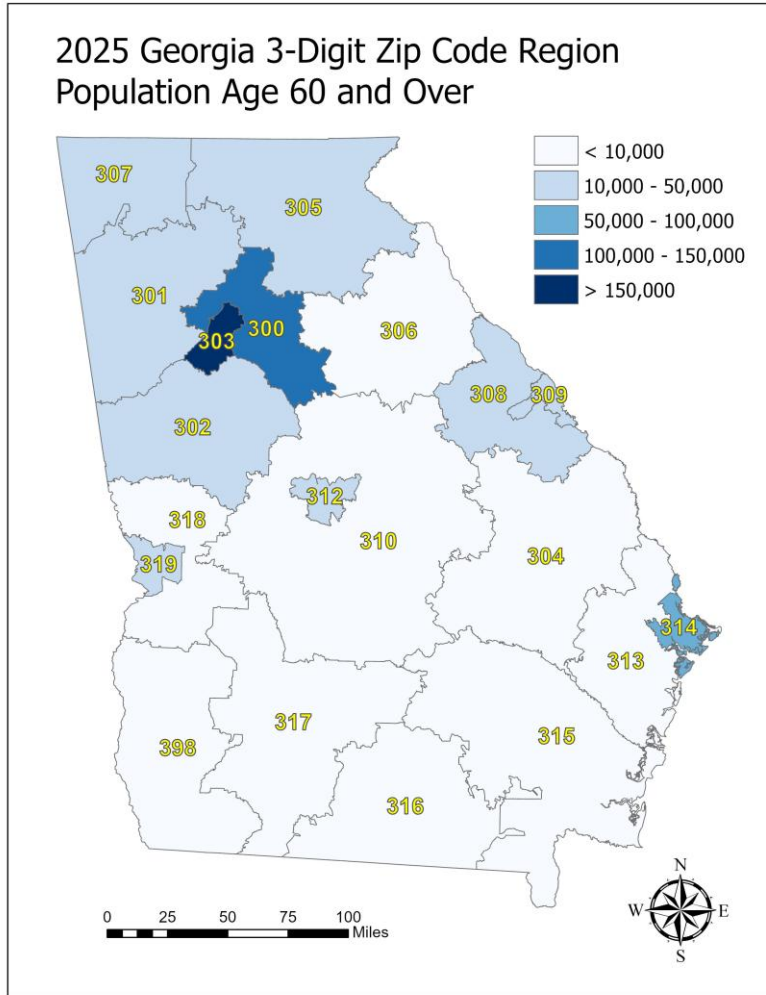 2025 Georgia 3-Digit Zip Code Region
Population Age 60 and Over
< 10,000
10,000 - 50,000
50,000 - 100,000
100,000 - 150,000
> 150,000
307
305
301
300
303
306
308
309
302
312
318
310
304
319
314
313
317
315
398
316
0 25 50 75 100
Miles
N
W E
S